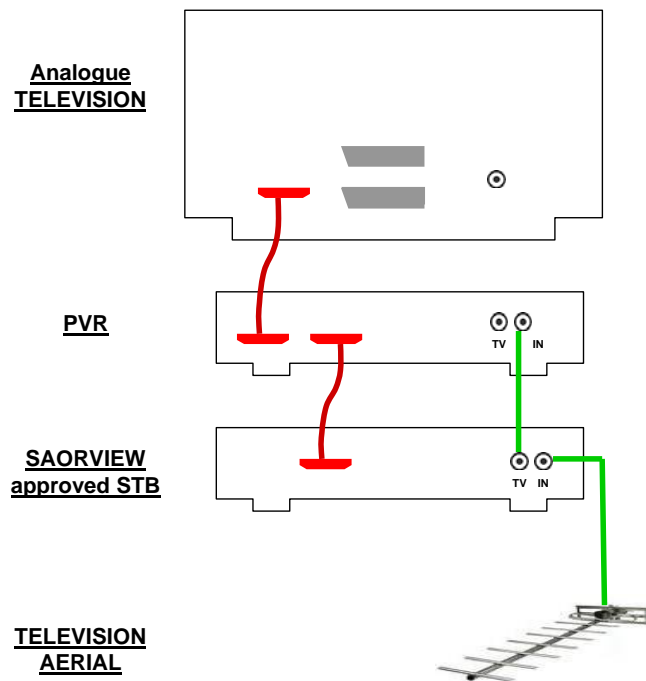 Analogue
TELEVISION
PVR
TV IN
SAORVIEW
approved STB
TV IN
TELEVISION
AERIAL